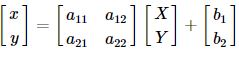 [x y] = [a₁₁ a₁₂ a₂₁ a₂₂] [X Y] + [b₁ b₂]